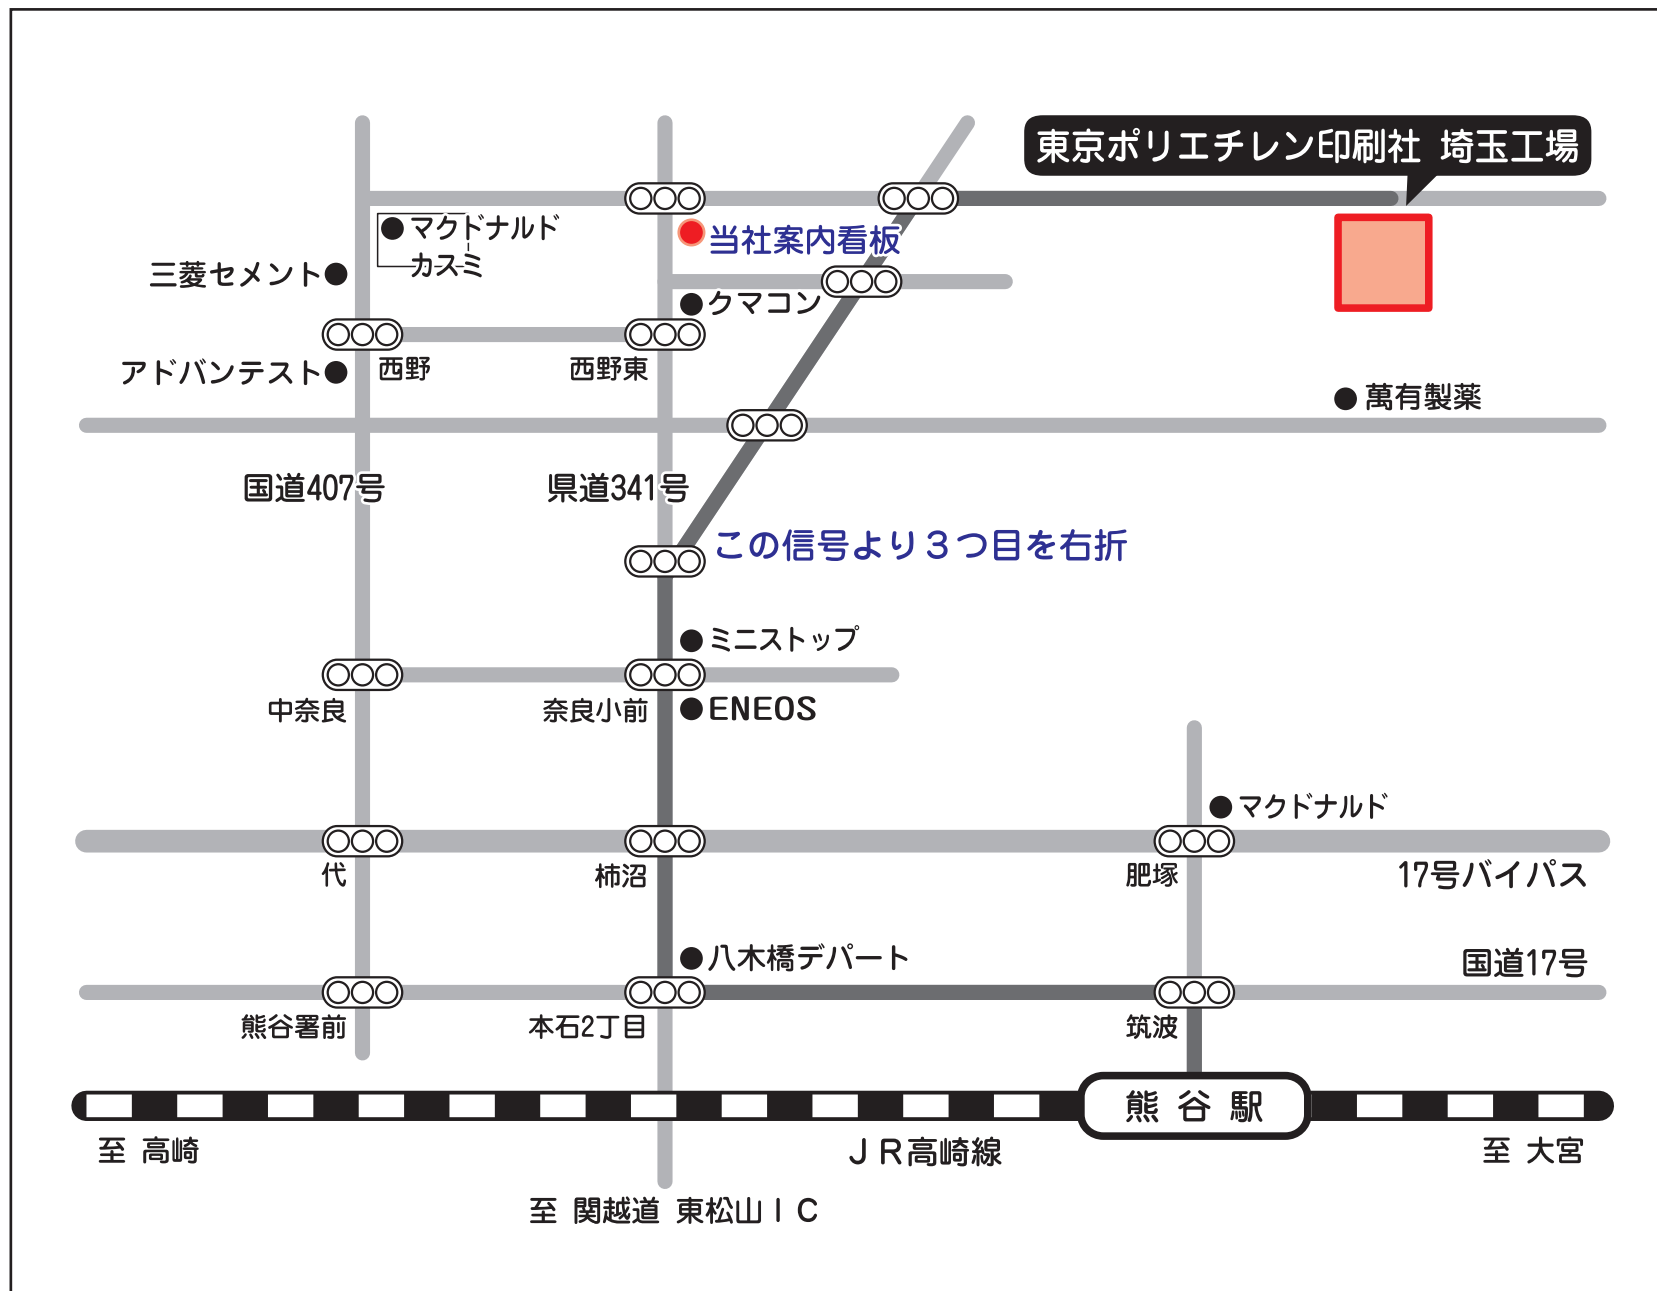 東京ポリエチレン印刷社 埼玉工場
マクドナルド
カスミ
当社案内看板
三菱セメント
クマコン
アドバンテスト
西野
西野東
萬有製薬
国道407号
県道341号
この信号より３つ目を右折
ミニストップ
中奈良
奈良小前
ENEOS
マクドナルド
代
柿沼
肥塚
17号バイパス
八木橋デパート
国道17号
熊谷署前
本石2丁目
筑波
熊谷駅
至 高崎
ＪＲ高崎線
至 大宮
至 関越道 東松山ＩＣ